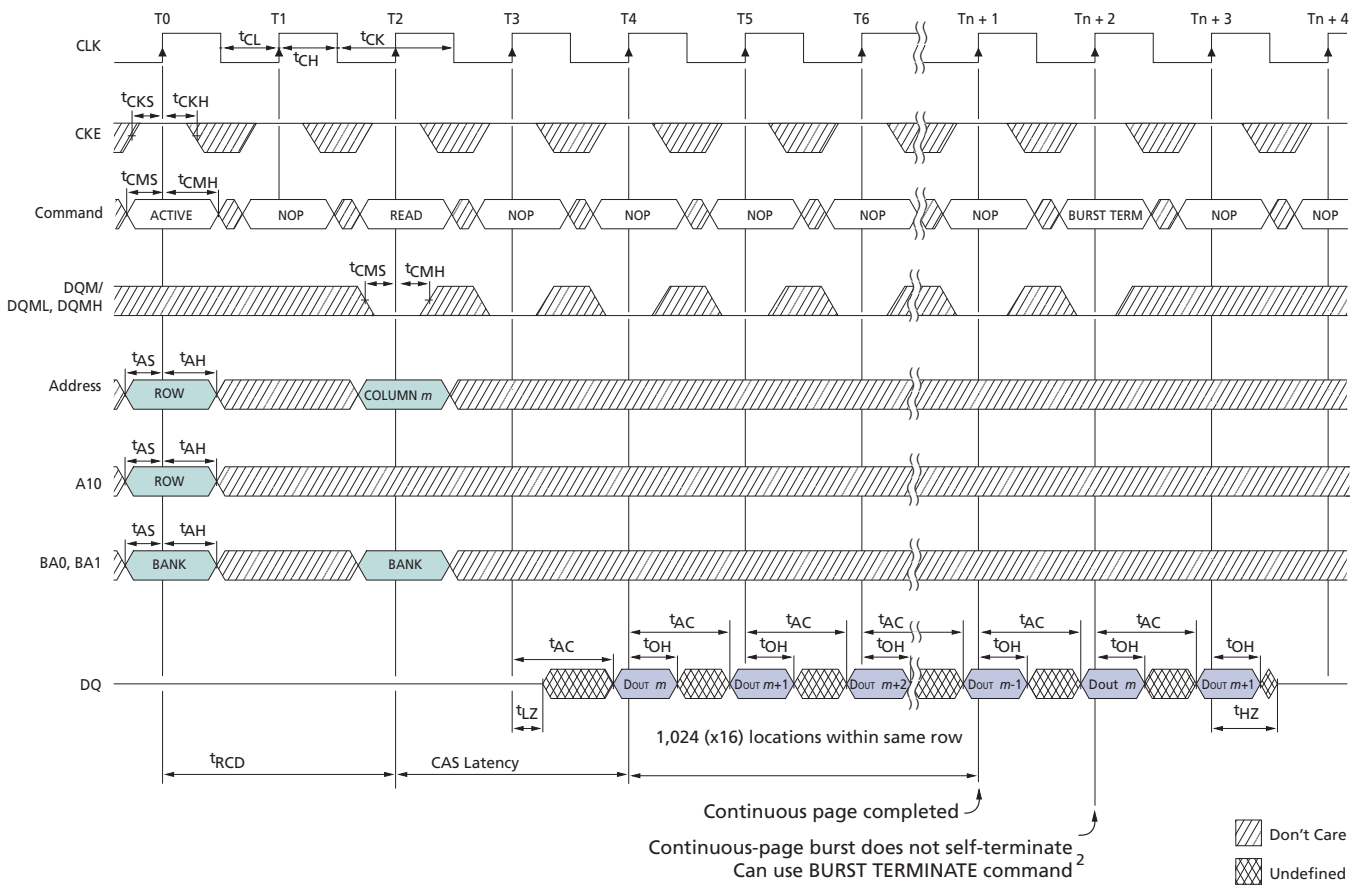 T0 T1 T2 T3 T4 T5 T6 Tn + 1 Tn + 2 Tn + 3 Tn + 4
CLK
tCL tCK
tCH
tCKS tCKH
CKE
tCMS tCMH
Command ACTIVE NOP READ NOP NOP NOP NOP NOP BURST TERM NOP NOP
tCMS tCMH
DQM/
DQML, DQMH
tAS tAH
Address ROW COLUMN m
tAS tAH
A10 ROW
tAS tAH
BA0, BA1 BANK BANK
tAC tAC tAC tAC tAC
tAC tOH tOH tOH tOH tOH tOH
DQ DOUT m DOUT m+1 DOUT m+2 DOUT m-1 Dout m DOUT m+1
tLZ tHZ
1,024 (x16) locations within same row
tRCD CAS Latency
Continuous page completed
Continuous-page burst does not self-terminate
Can use BURST TERMINATE command2
Don't Care
Undefined